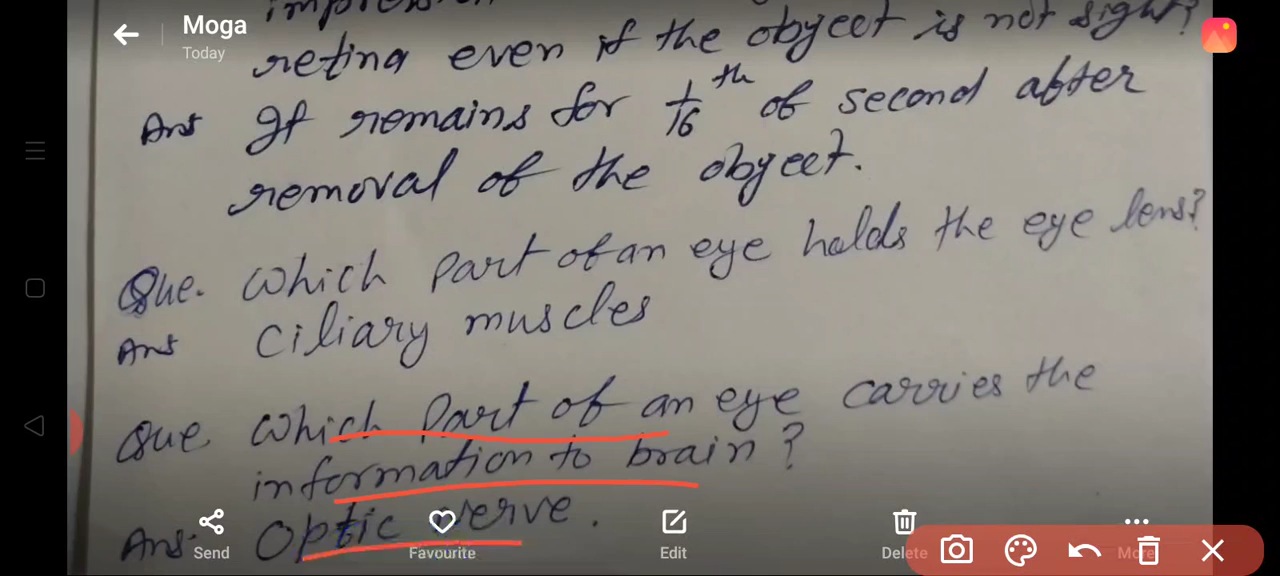 Moga
Today
retina even if the object is not sight?
Ans It remains for 1/16 th of second after
removal of the object.
Que. Which part of an eye holds the eye lens?
Ans Ciliary muscles
Que Which Part of an eye carries the
information to brain?
Ans. Optic nerve.
Send Favourite Edit Delete More